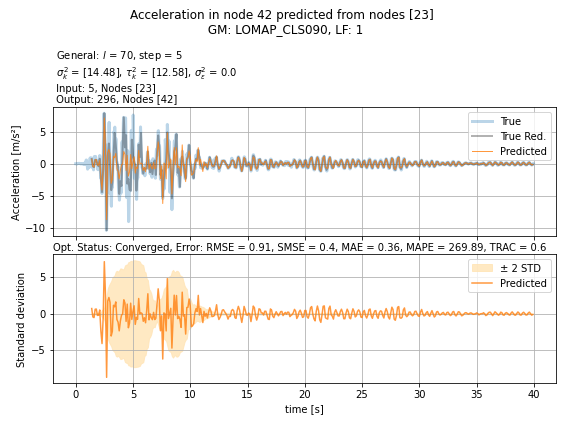 Acceleration in node 42 predicted from nodes [23]
GM: LOMAP_CLS090, LF: 1
General: l = 70, step = 5
σ²ₖ = [14.48], τ²ₖ = [12.58], σ²ₑ = 0.0
Input: 5, Nodes [23]
Output: 296, Nodes [42]
Acceleration [m/s²]
5
0
−5
−10
True
True Red.
Predicted
Opt. Status: Converged, Error: RMSE = 0.91, SMSE = 0.4, MAE = 0.36, MAPE = 269.89, TRAC = 0.6
Standard deviation
5
0
−5
± 2 STD
Predicted
0 5 10 15 20 25 30 35 40
time [s]